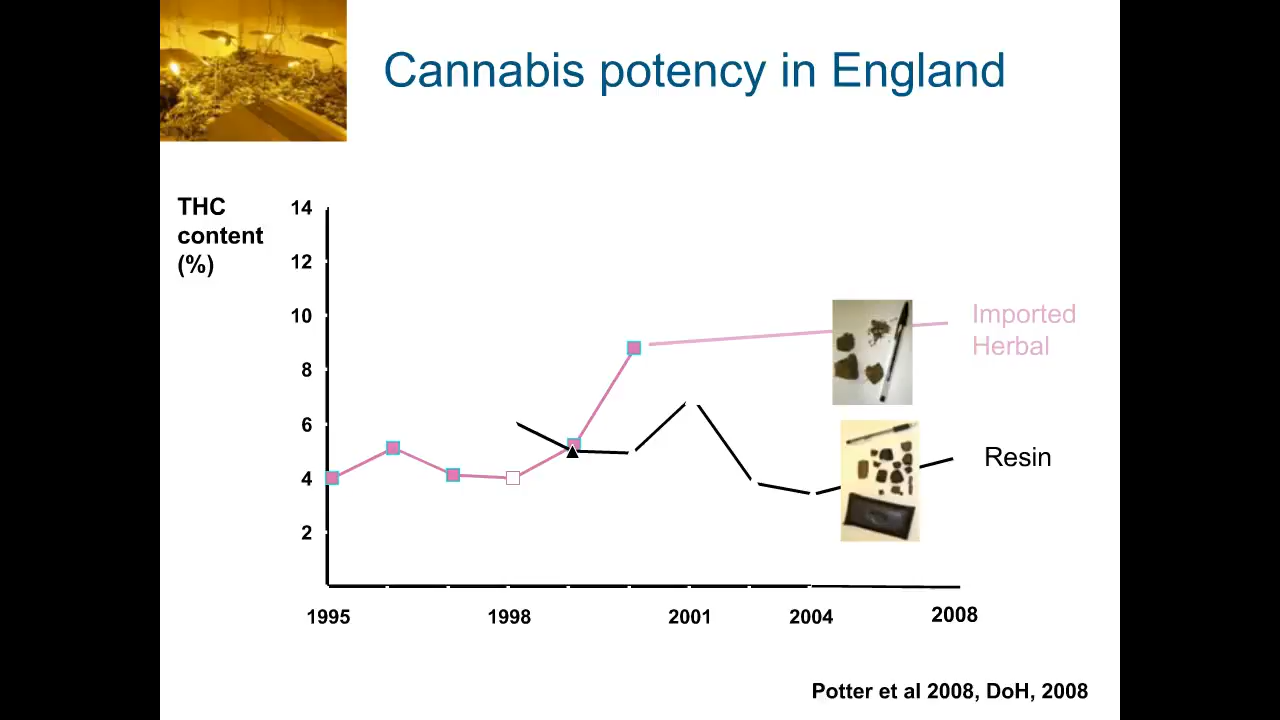 Cannabis potency in England
THC
content
(%)
14
12
10
8
6
4
2
1995
1998
2001
2004
2008
Imported
Herbal
Resin
Potter et al 2008, DoH, 2008